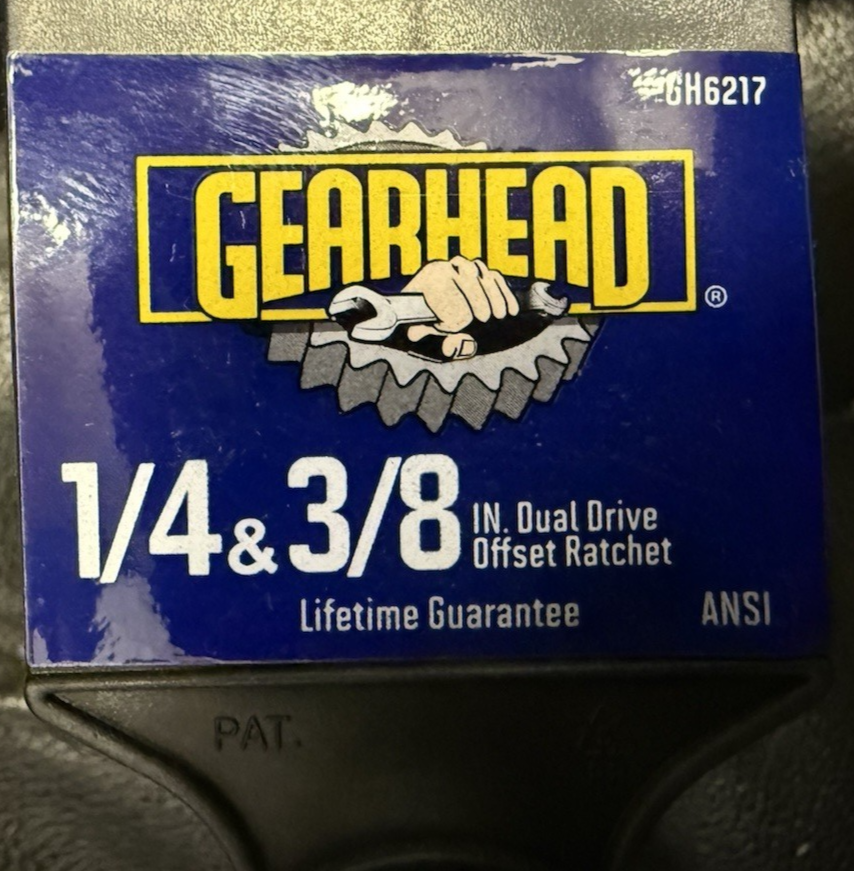 GH6217
GEARHEAD
®
1/4 & 3/8 IN. Dual Drive
Offset Ratchet
Lifetime Guarantee
ANSI
PAT.